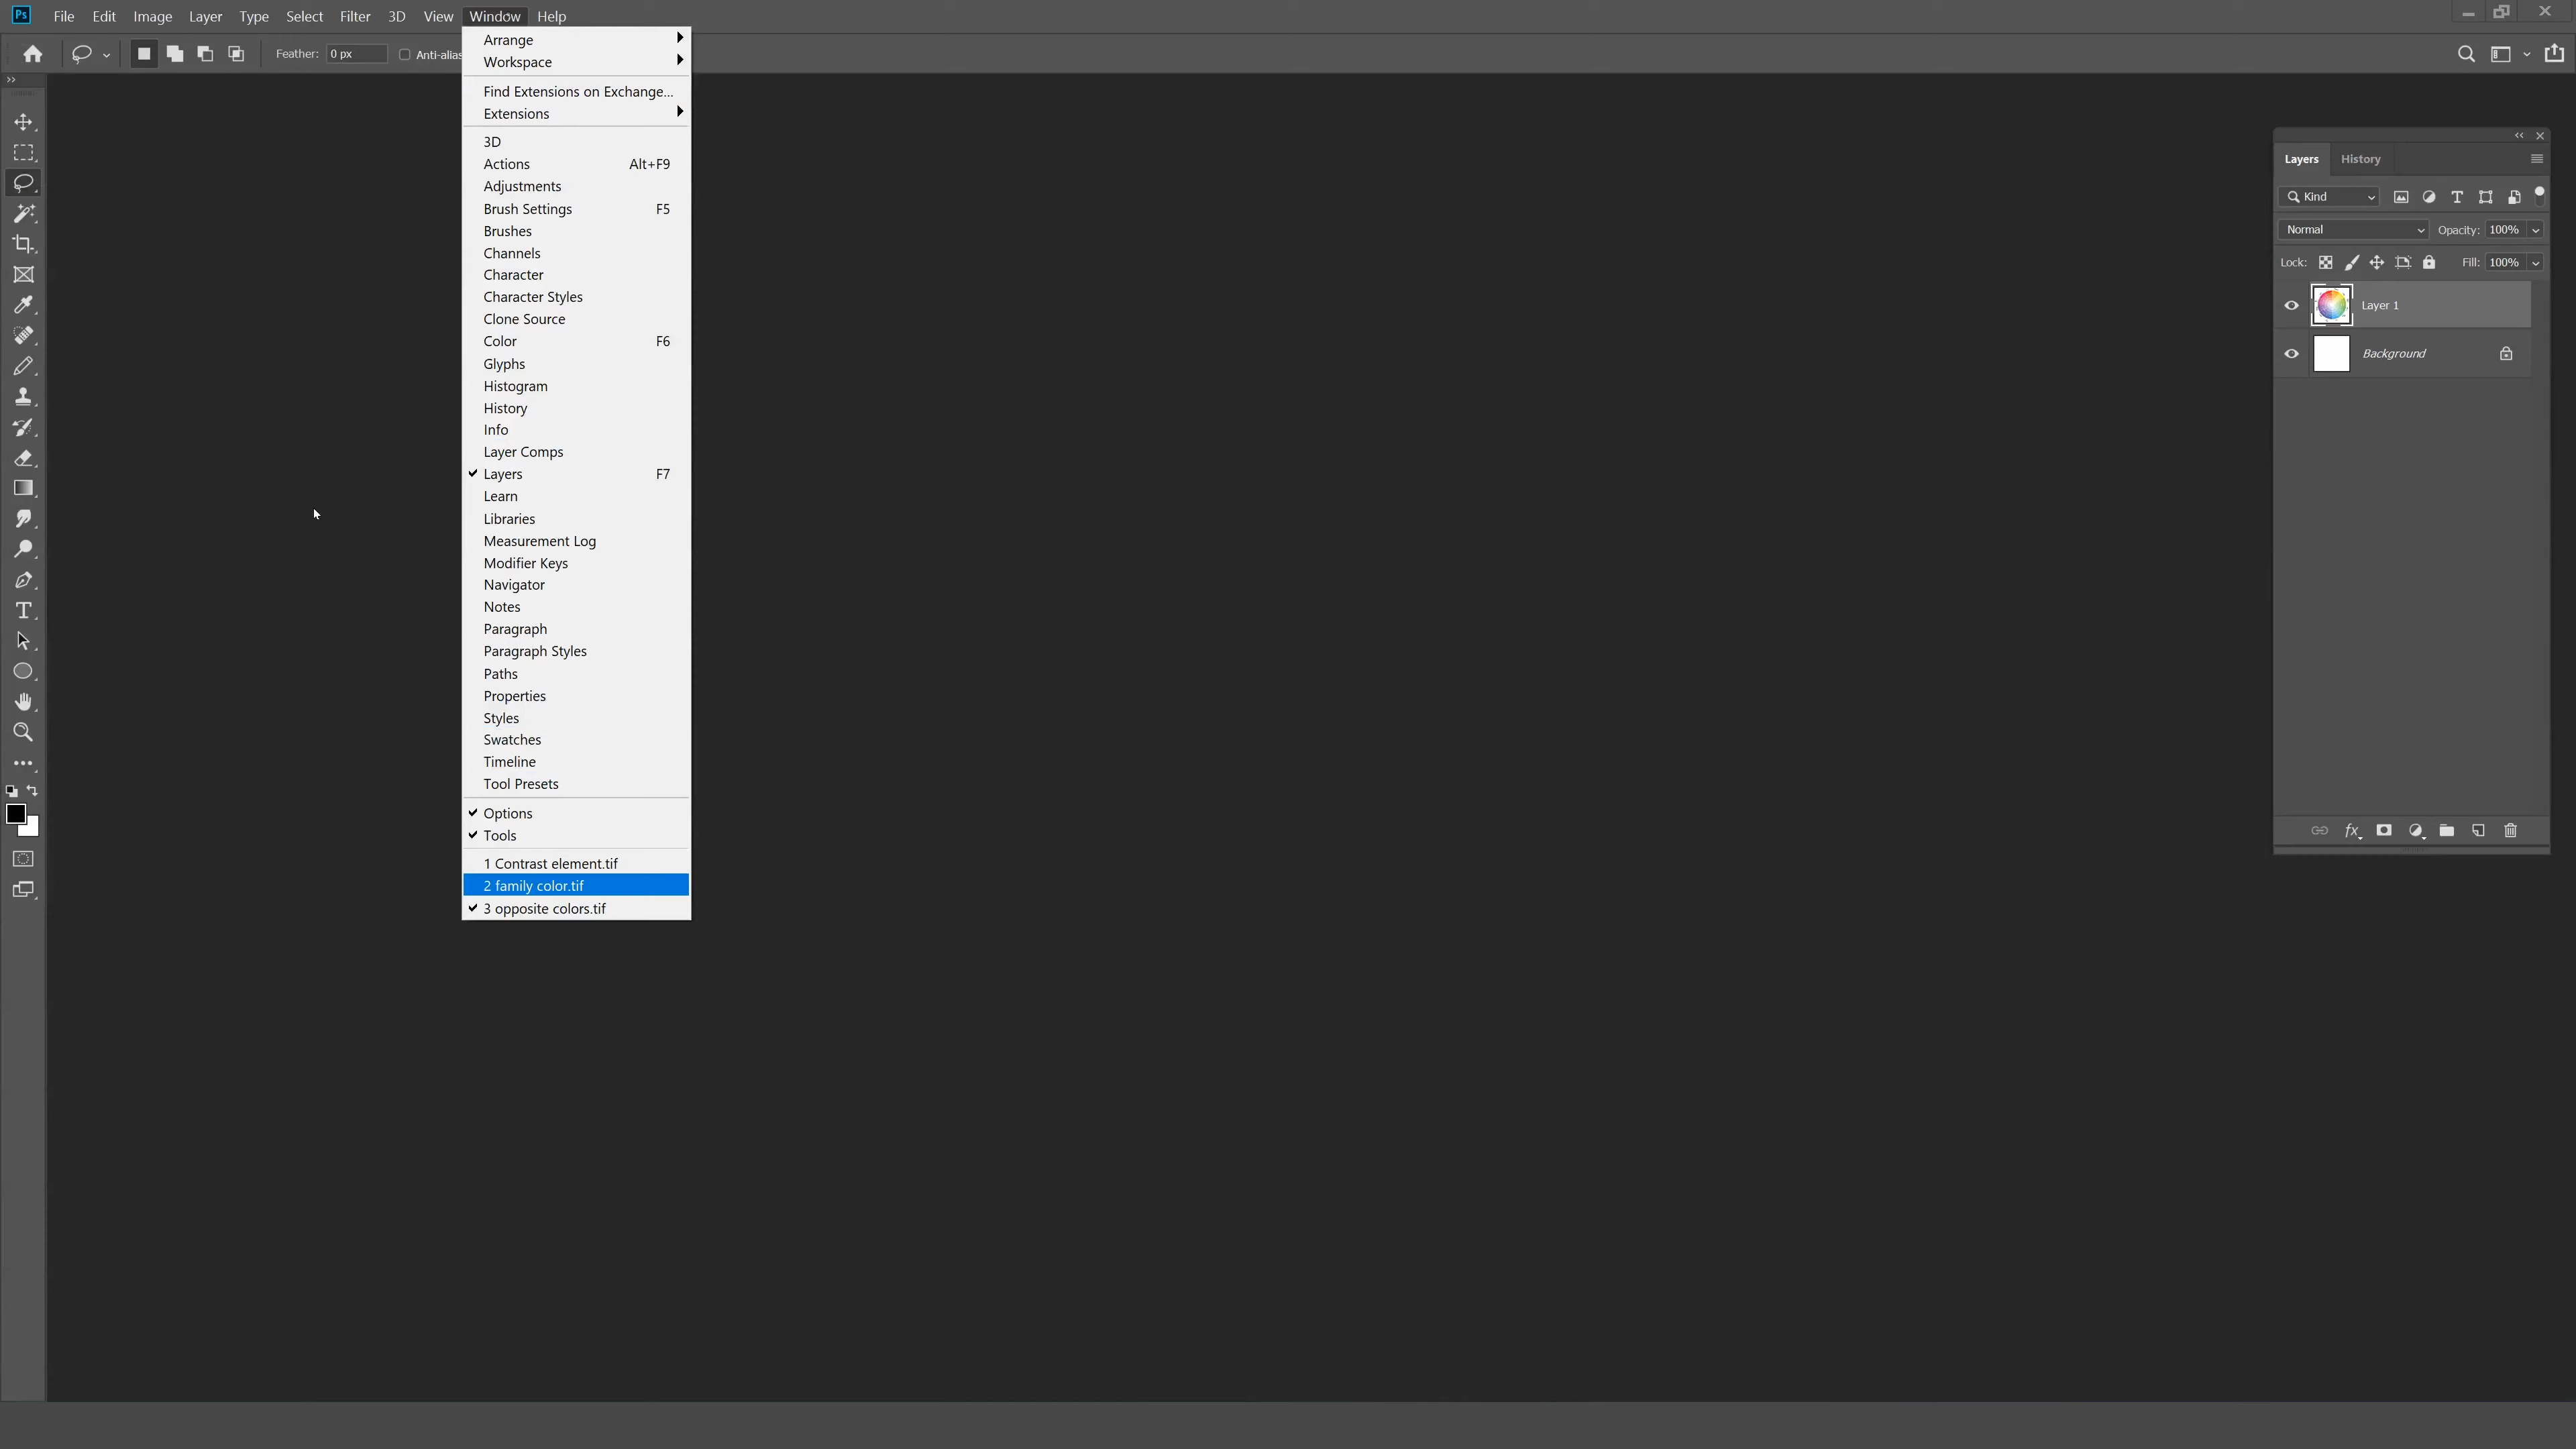 Ps File Edit Image Layer Type Select Filter 3D View Window Help
Feather: 0 px Anti-alias
Arrange
Workspace
Find Extensions on Exchange...
Extensions
3D
Actions Alt+F9
Adjustments
Brush Settings F5
Brushes
Channels
Character
Character Styles
Clone Source
Color F6
Glyphs
Histogram
History
Info
Layer Comps
Layers F7
Learn
Libraries
Measurement Log
Modifier Keys
Navigator
Notes
Paragraph
Paragraph Styles
Paths
Properties
Styles
Swatches
Timeline
Tool Presets
Options
Tools
1 Contrast element.tif
2 family color.tif
3 opposite colors.tif
Layers History
Kind
Normal Opacity: 100%
Lock: Fill: 100%
Layer 1
Background
fx